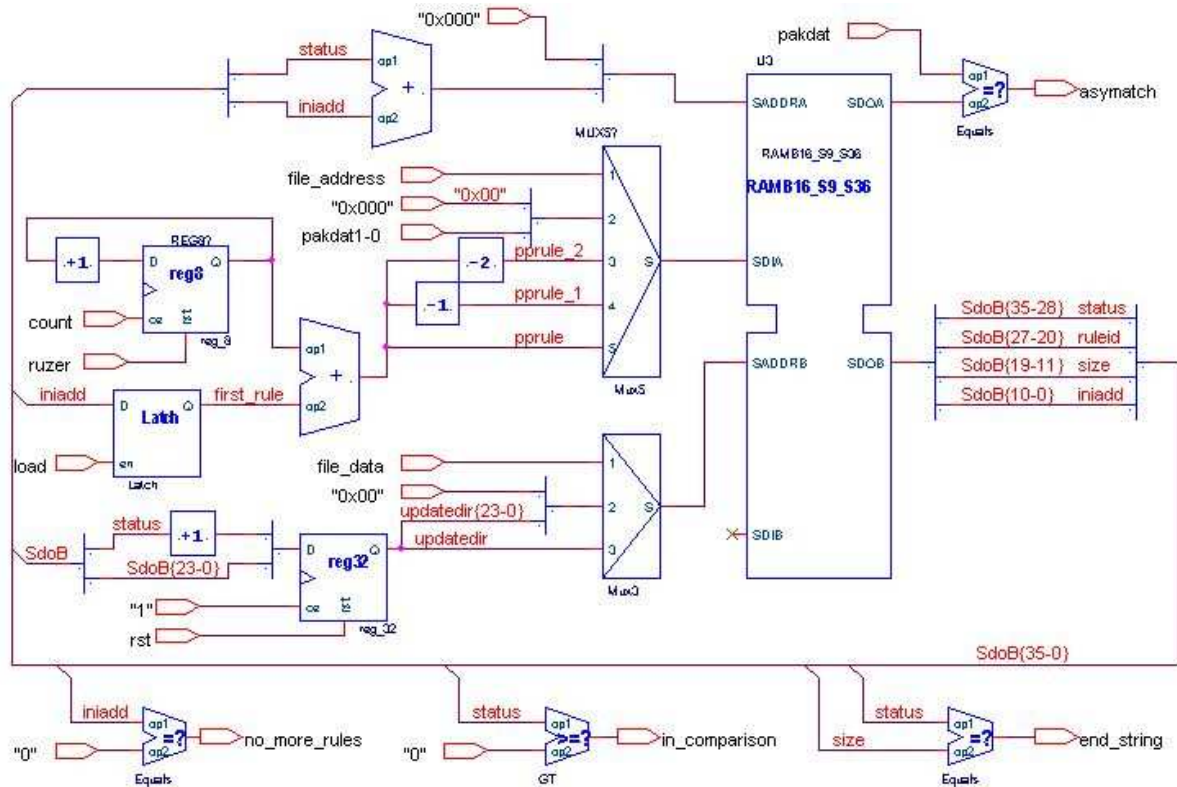 "0x000"
status
op1
+
iniadd
op2
pakdat
U3
op1
=?
op2
asymatch
Equals
SADDRA
SDOA
RAMB16_S9_S36
RAMB16_S9_S36
MUX5?
file_address
1
"0x000"
"0x00"
2
pakdat1-0
+1
REG8?
D
Q
reg8
ce
rst
reg_8
count
ruzer
-2
pprule_2
3
-1
pprule_1
4
pprule
5
S
Mux5
SDIA
op1
+
op2
iniadd
D
Q
Latch
en
Latch
first_rule
load
SADDRB
SDOB
SdoB{35-28}
status
SdoB{27-20}
ruleid
SdoB{19-11}
size
SdoB{10-0}
iniadd
file_data
1
"0x00"
2
updatedir{23-0}
updatedir
3
S
Mux3
SDIB
SdoB
status
+1
SdoB{23-0}
D
Q
reg32
ce
rst
reg_32
"1"
rst
SdoB{35-0}
iniadd
op1
=?
op2
"0"
no_more_rules
Equals
status
op1
>=?
op2
"0"
in_comparison
GT
status
op1
=?
op2
size
end_string
Equals